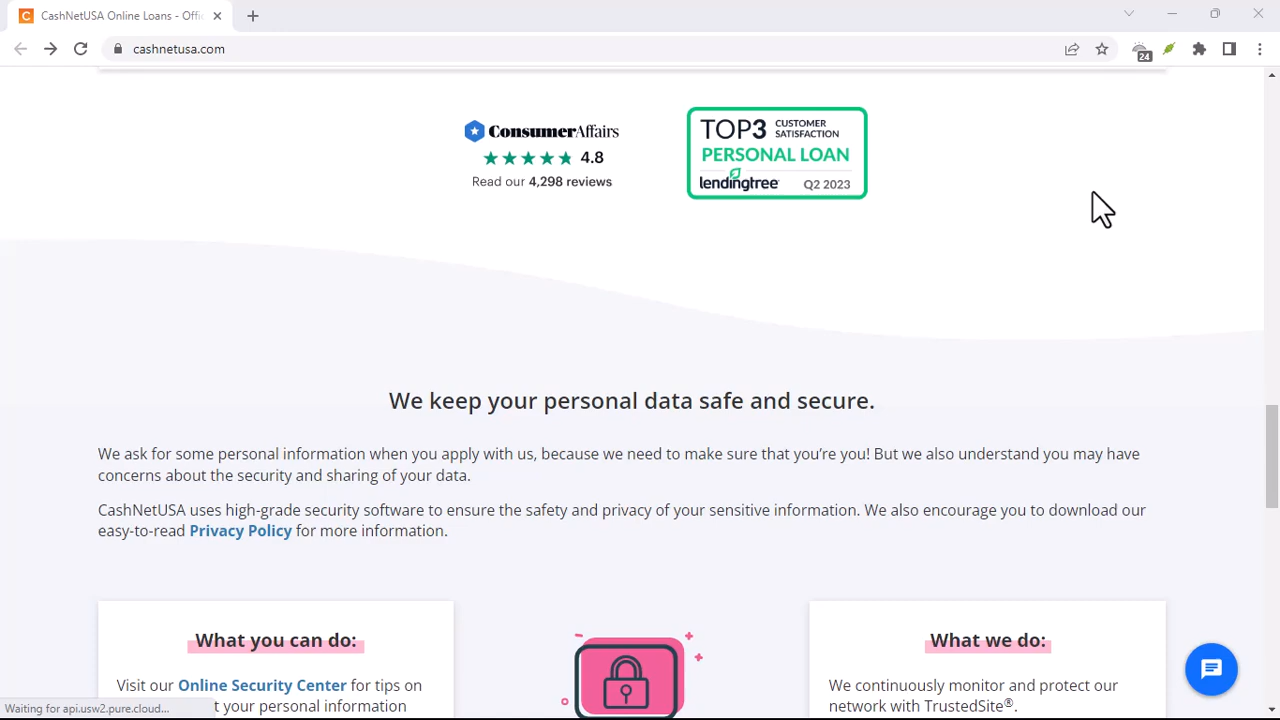 CashNetUSA Online Loans - Offic
cashnetusa.com
24
ConsumerAffairs
4.8
Read our 4,298 reviews
TOP3 CUSTOMER SATISFACTION
PERSONAL LOAN
lendingtree Q2 2023
We keep your personal data safe and secure.
We ask for some personal information when you apply with us, because we need to make sure that you’re you! But we also understand you may have
concerns about the security and sharing of your data.
CashNetUSA uses high-grade security software to ensure the safety and privacy of your sensitive information. We also encourage you to download our
easy-to-read Privacy Policy for more information.
What you can do:
Visit our Online Security Center for tips on
t your personal information
What we do:
We continuously monitor and protect our
network with TrustedSite®.
Waiting for api.usw2.pure.cloud...